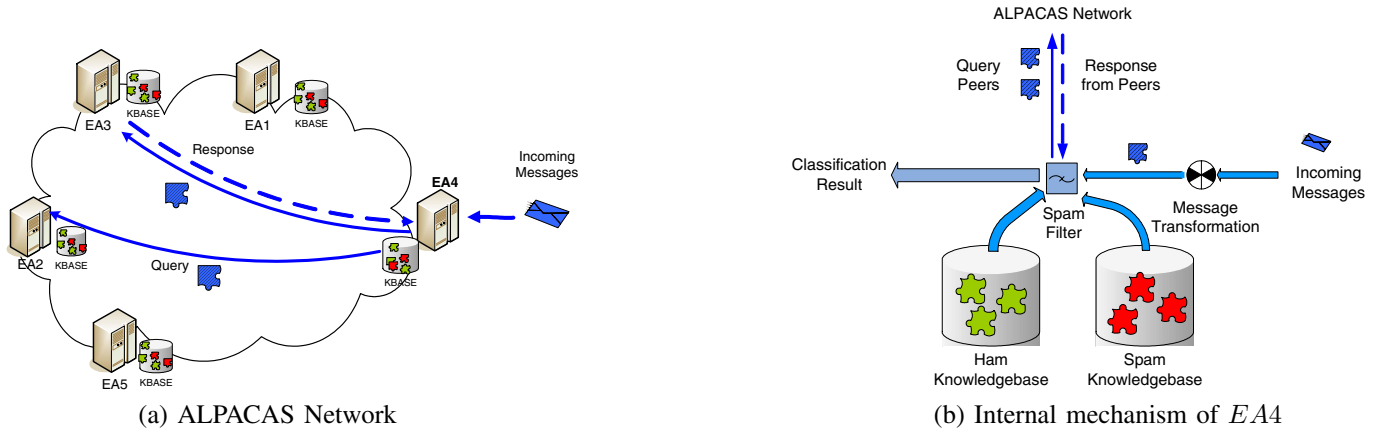 EA3
KBASE
EA1
KBASE
Response
EA4
Incoming
Messages
EA2
KBASE
Query
KBASE
EA5
KBASE
(a) ALPACAS Network
ALPACAS Network
Query
Peers
Response
from Peers
Classification
Result
Spam
Filter
Message
Transformation
Incoming
Messages
Ham
Knowledgebase
Spam
Knowledgebase
(b) Internal mechanism of EA4